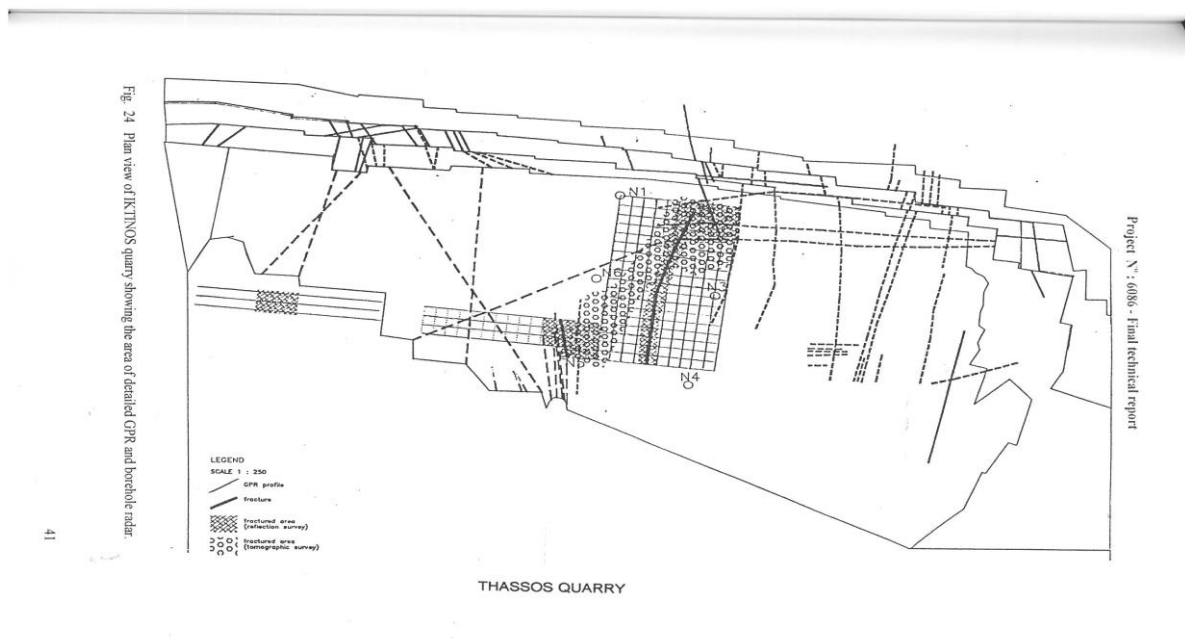 Project Nº : 6086 - Final technical report
N1
N6
N4
LEGEND
SCALE 1 : 250
GPR profile
fracture
fractured area
(reflection survey)
fractured area
(tomographic survey)
THASSOS QUARRY
Fig. 24 Plan view of IKTINOS quarry showing the area of detailed GPR and borehole radar.
41